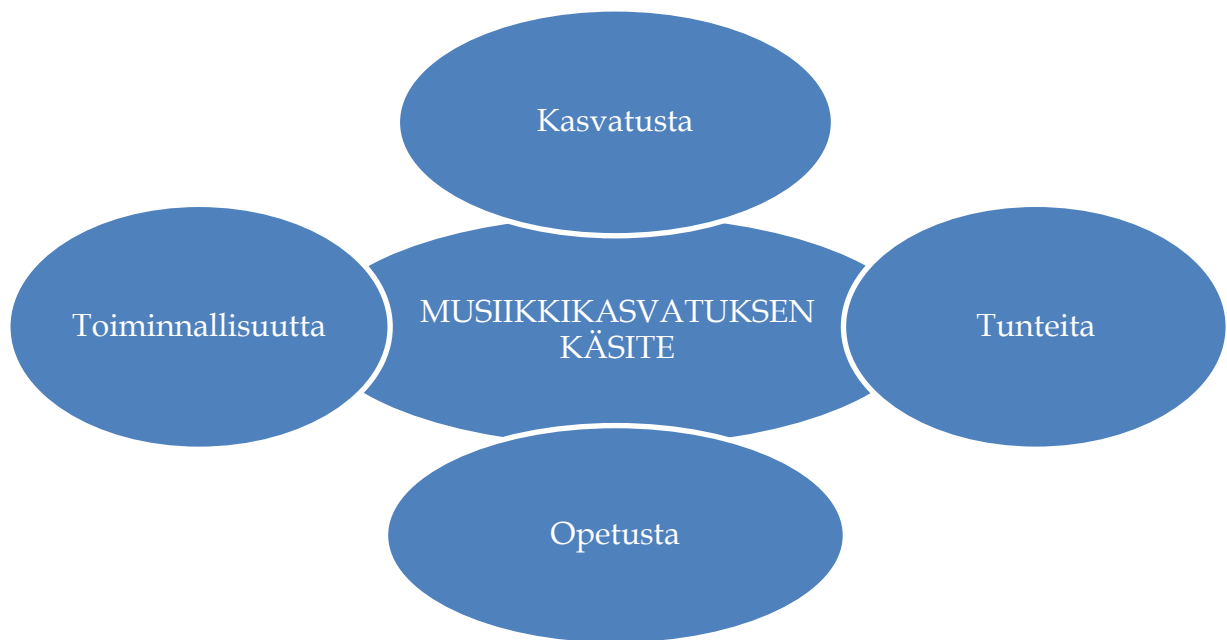 Kasvatusta
Toiminnallisuutta
MUSIIKKIKASVATUKSEN
KÄSITE
Tunteita
Opetusta